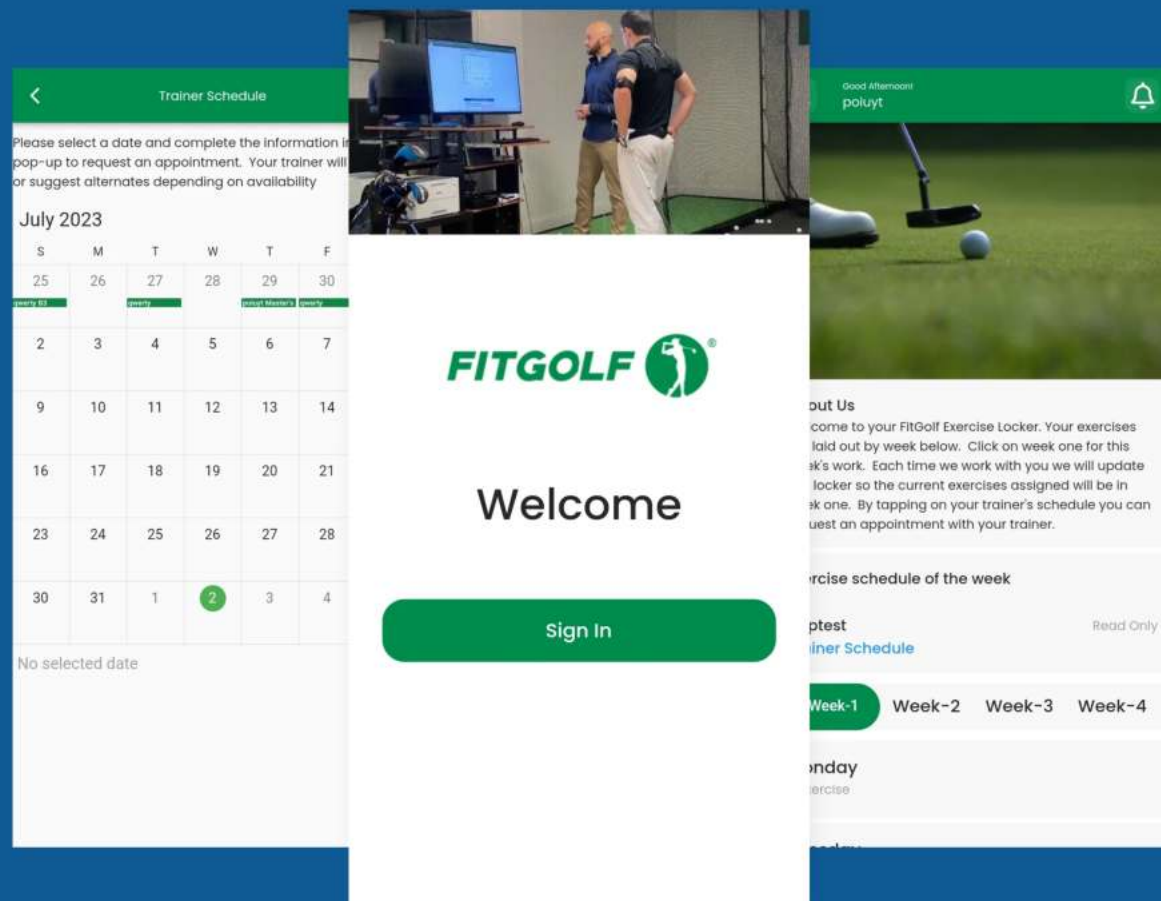 Trainer Schedule
Please select a date and complete the information i
pop-up to request an appointment. Your trainer will
or suggest alternates depending on availability
July 2023
S M T W T F
25 26 27 28 29 30
qwerty B3 qwerty poiuyt Master's qwerty
2 3 4 5 6 7
9 10 11 12 13 14
16 17 18 19 20 21
23 24 25 26 27 28
30 31 1 2 3 4
No selected date
FITGOLF ®
Welcome
Sign In
Good Afternoon!
poiuyt
out Us
come to your FitGolf Exercise Locker. Your exercises
laid out by week below. Click on week one for this
ek's work. Each time we work with you we will update
locker so the current exercises assigned will be in
ek one. By tapping on your trainer's schedule you can
uest an appointment with your trainer.
rcise schedule of the week
ptest Read Only
iner Schedule
Week-1 Week-2 Week-3 Week-4
onday
ercise